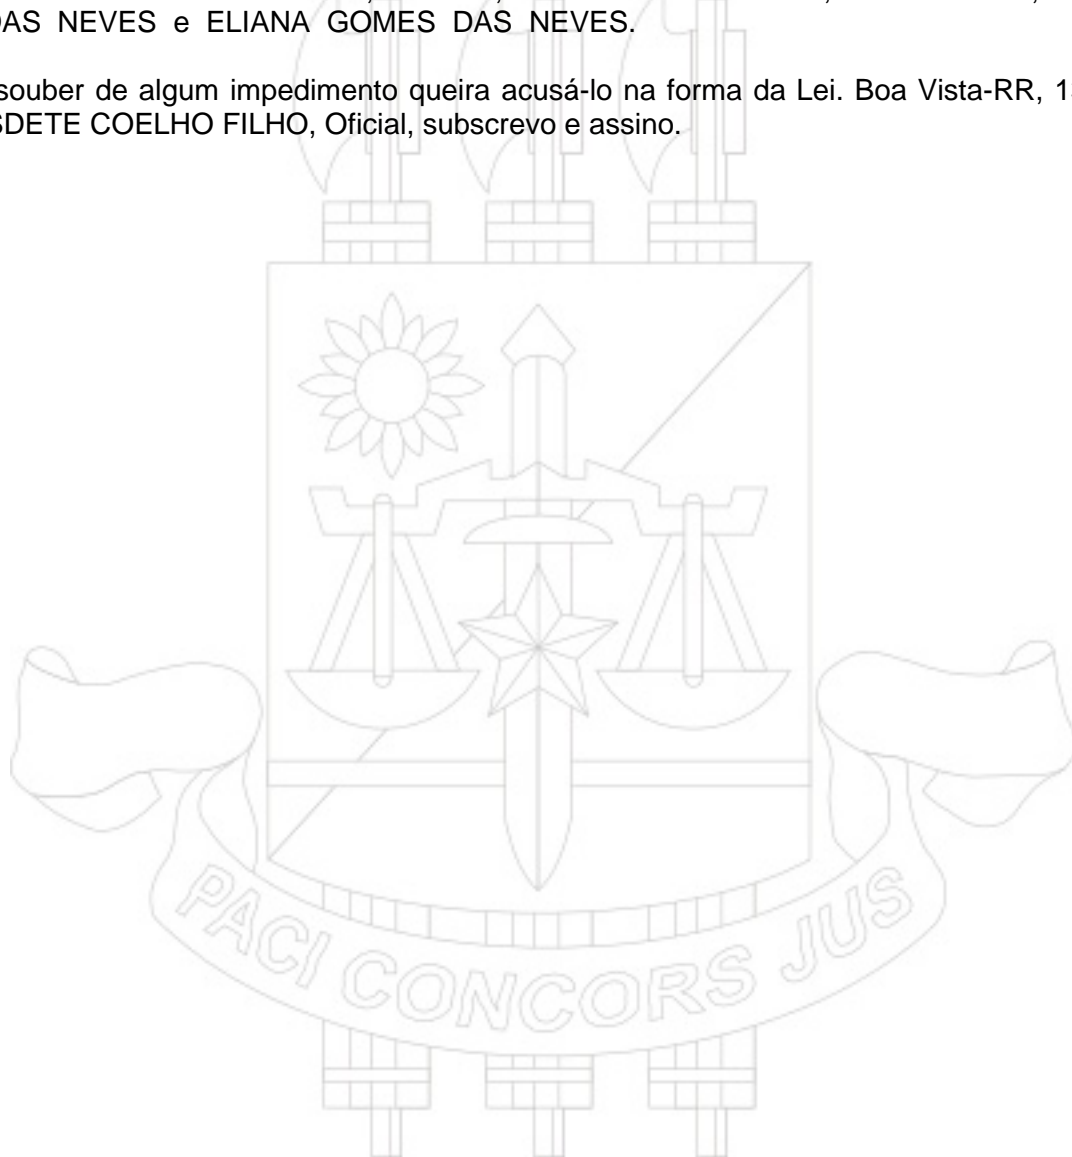 DAS NEVES e ELIANA GOMES DAS NEVES.
souber de algum impedimento queira acusá-lo na forma da Lei. Boa Vista-RR, 1
SDETE COELHO FILHO, Oficial, subscrevo e assino.
PACI CONCORS JUS